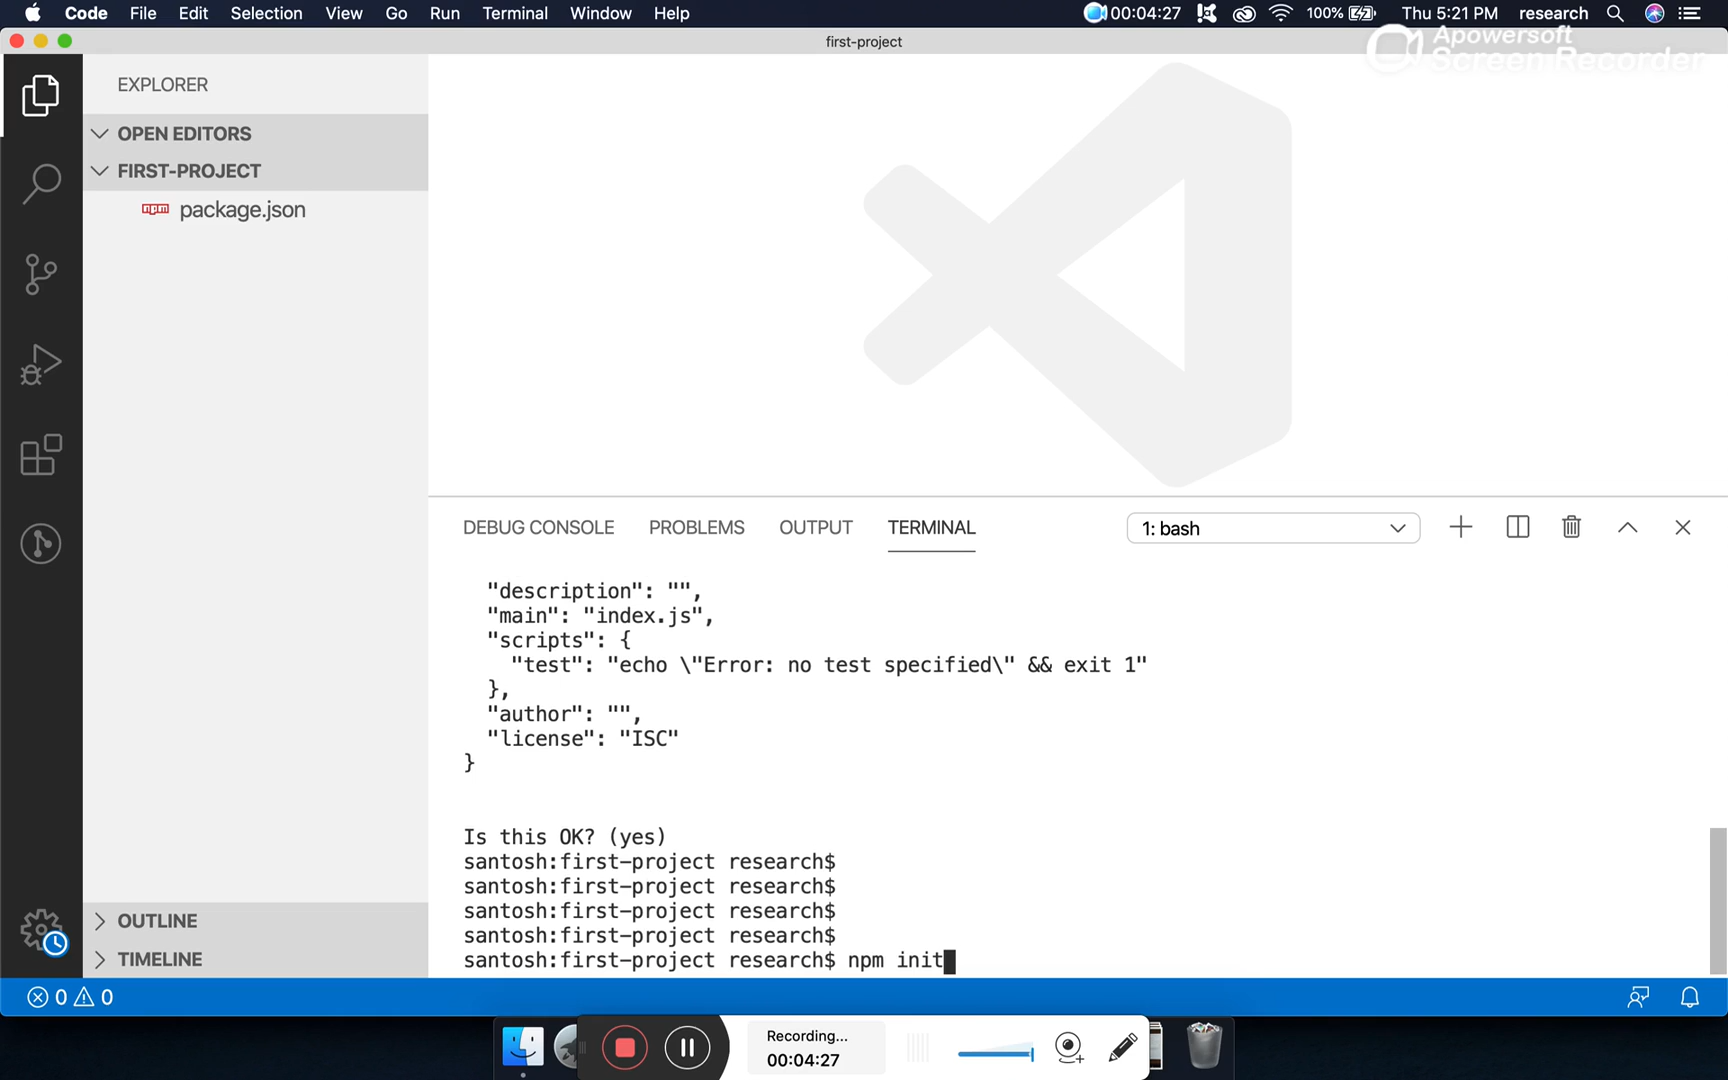 Code File Edit Selection View Go Run Terminal Window Help 00:04:27 100% Thu 5:21 PM research
first-project
Apowersoft
Screen Recorder
EXPLORER
OPEN EDITORS
FIRST-PROJECT
npm package.json
DEBUG CONSOLE PROBLEMS OUTPUT TERMINAL 1: bash
"description": "",
"main": "index.js",
"scripts": {
"test": "echo \"Error: no test specified\" && exit 1"
},
"author": "",
"license": "ISC"
}
Is this OK? (yes)
santosh:first-project research$
santosh:first-project research$
santosh:first-project research$
santosh:first-project research$
santosh:first-project research$ npm init
OUTLINE
TIMELINE
0 0
Recording...
00:04:27